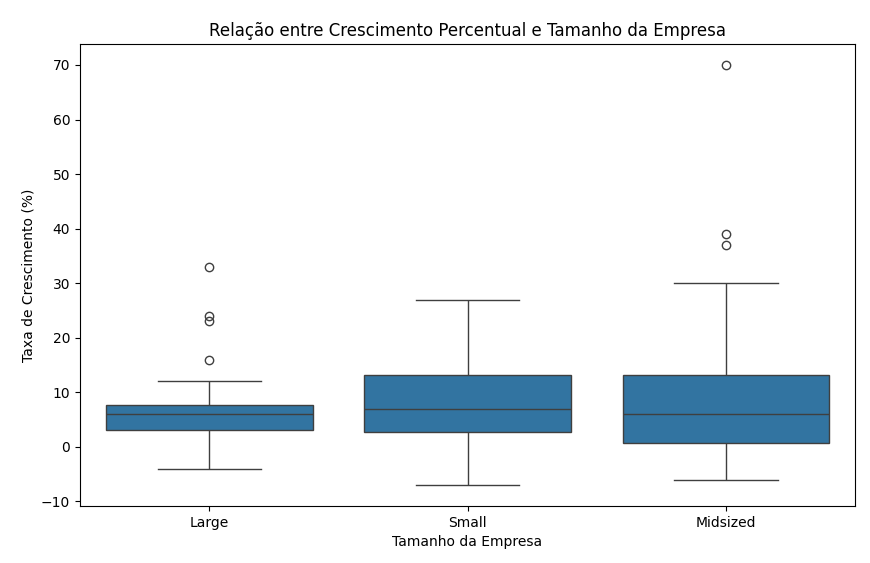 Relação entre Crescimento Percentual e Tamanho da Empresa
Taxa de Crescimento (%)
70
60
50
40
30
20
10
0
−10
Large Small Midsized
Tamanho da Empresa